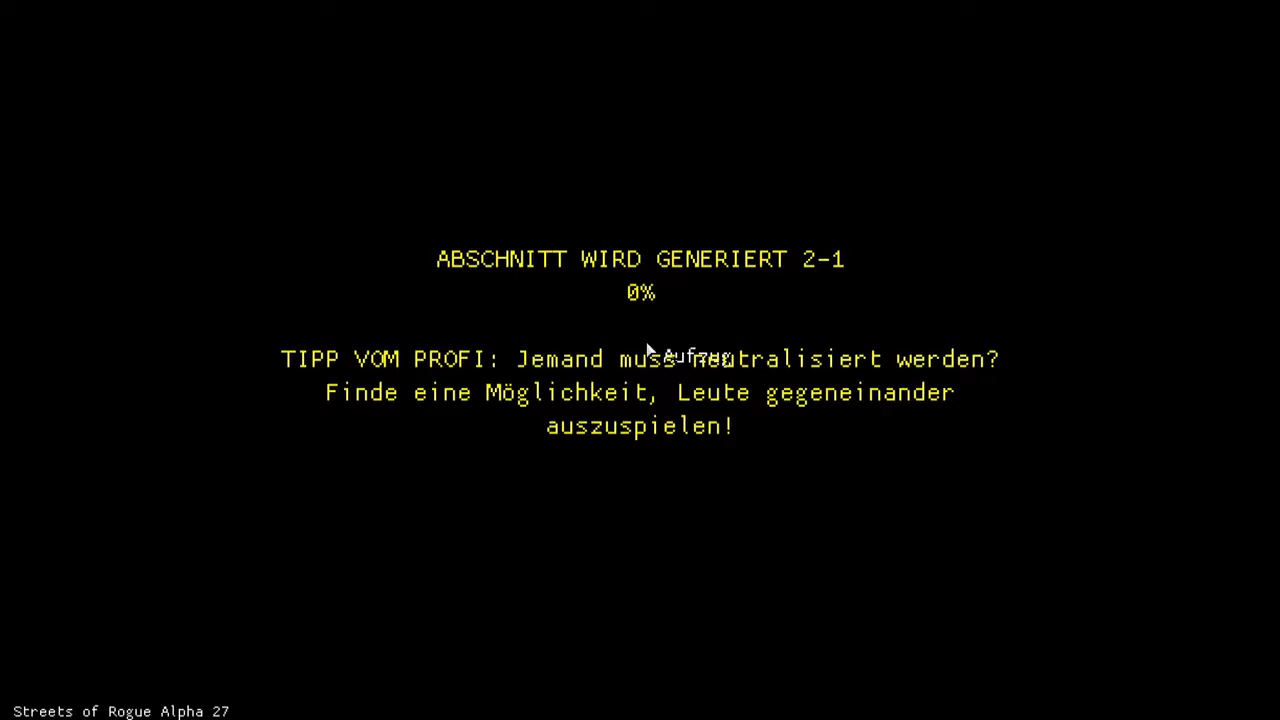 ABSCHNITT WIRD GENERIERT 2-1
0%
TIPP VOM PROFI: Jemand muss neutralisiert werden?
Aufzug
Finde eine Möglichkeit, Leute gegeneinander
auszuspielen!
Streets of Rogue Alpha 27